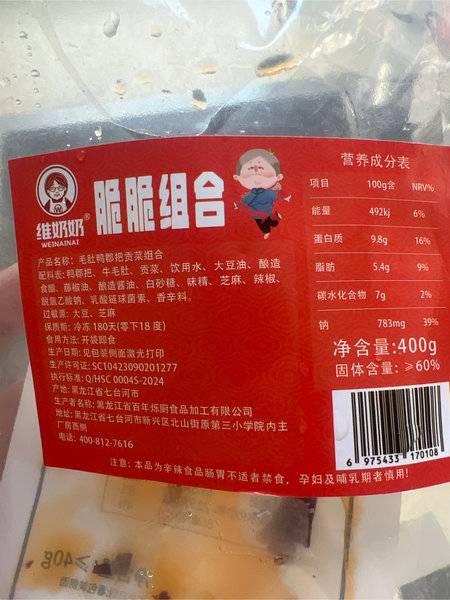 维奶奶®
WEINAINAI
脆脆组合
产品名称：毛肚鸭郡把贡菜组合
配料表：鸭郡把、牛毛肚、贡菜、饮用水、大豆油、酿造
食醋、藤椒油、酿造酱油、白砂糖、味精、芝麻、辣椒、
脱氢乙酸钠、乳酸链球菌素、香辛料。
过敏源：大豆、芝麻
保质期：冷冻180天(零下18度)
食用方法：开袋即食
生产日期：见包装侧面激光打印
生产许可证：SC10423090201277
执行标准：Q/HSC 0004S-2024
产地：黑龙江省七台河市
生产者名称：黑龙江省百年烁厨食品加工有限公司
地址：黑龙江省七台河市新兴区北山街原第三小学院内主
厂房西侧
电话：400-812-7616
营养成分表
项目 100g含 NRV%
能量 492kj 6%
蛋白质 9.8g 16%
脂肪 5.4g 9%
碳水化合物 7g 2%
钠 783mg 39%
净含量:400g
固体含量: ≥60%
6 975433 170108
注意：本品为辛辣食品肠胃不适者禁食，孕妇及哺乳期者慎用！
≥40g